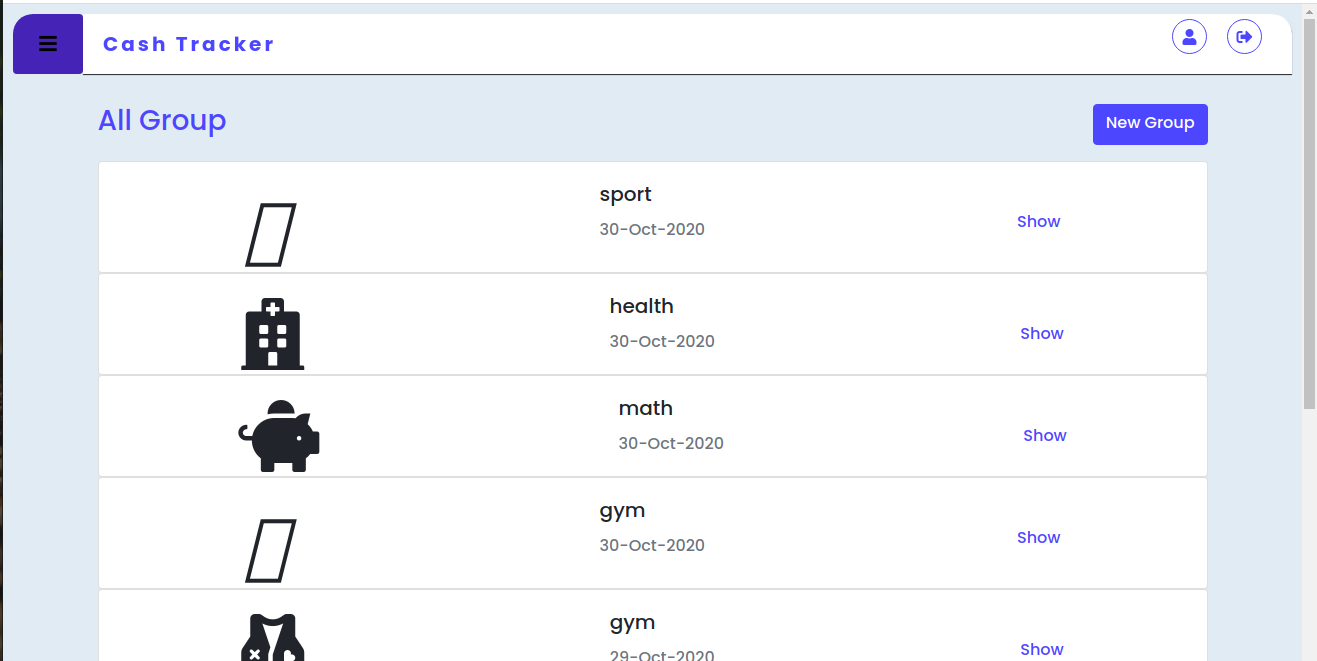 Cash Tracker
All Group
New Group
sport
30-Oct-2020
Show
health
30-Oct-2020
Show
math
30-Oct-2020
Show
gym
30-Oct-2020
Show
gym
29-Oct-2020
Show